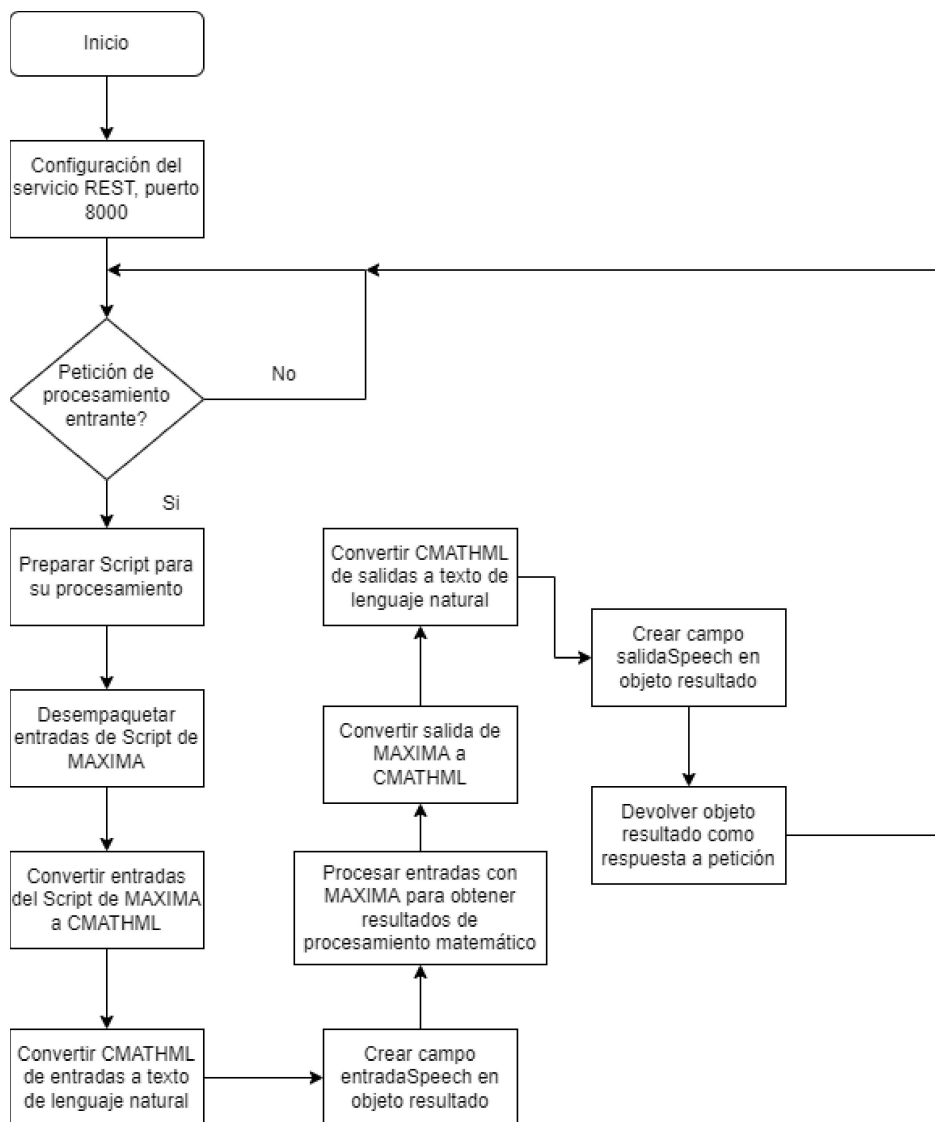 Inicio
Configuración del
servicio REST, puerto
8000
Petición de
procesamiento
entrante?
No
Si
Preparar Script para
su procesamiento
Desempaquetar
entradas de Script de
MAXIMA
Convertir entradas
del Script de MAXIMA
a CMATHML
Convertir CMATHML
de entradas a texto
de lenguaje natural
Crear campo
entradaSpeech en
objeto resultado
Procesar entradas con
MAXIMA para obtener
resultados de
procesamiento matemático
Convertir salida de
MAXIMA a
CMATHML
Convertir CMATHML
de salidas a texto de
lenguaje natural
Crear campo
salidaSpeech en
objeto resultado
Devolver objeto
resultado como
respuesta a petición